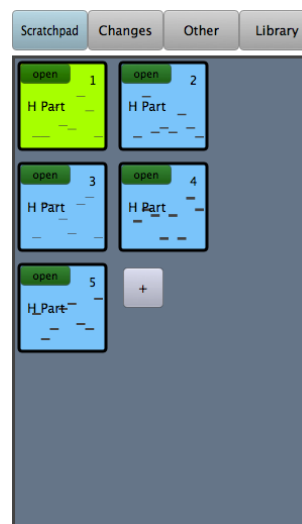 Scratchpad Changes Other Library
open 1
H Part
open 2
H Part
open 3
H Part
open 4
H Part
open 5
H Part
+